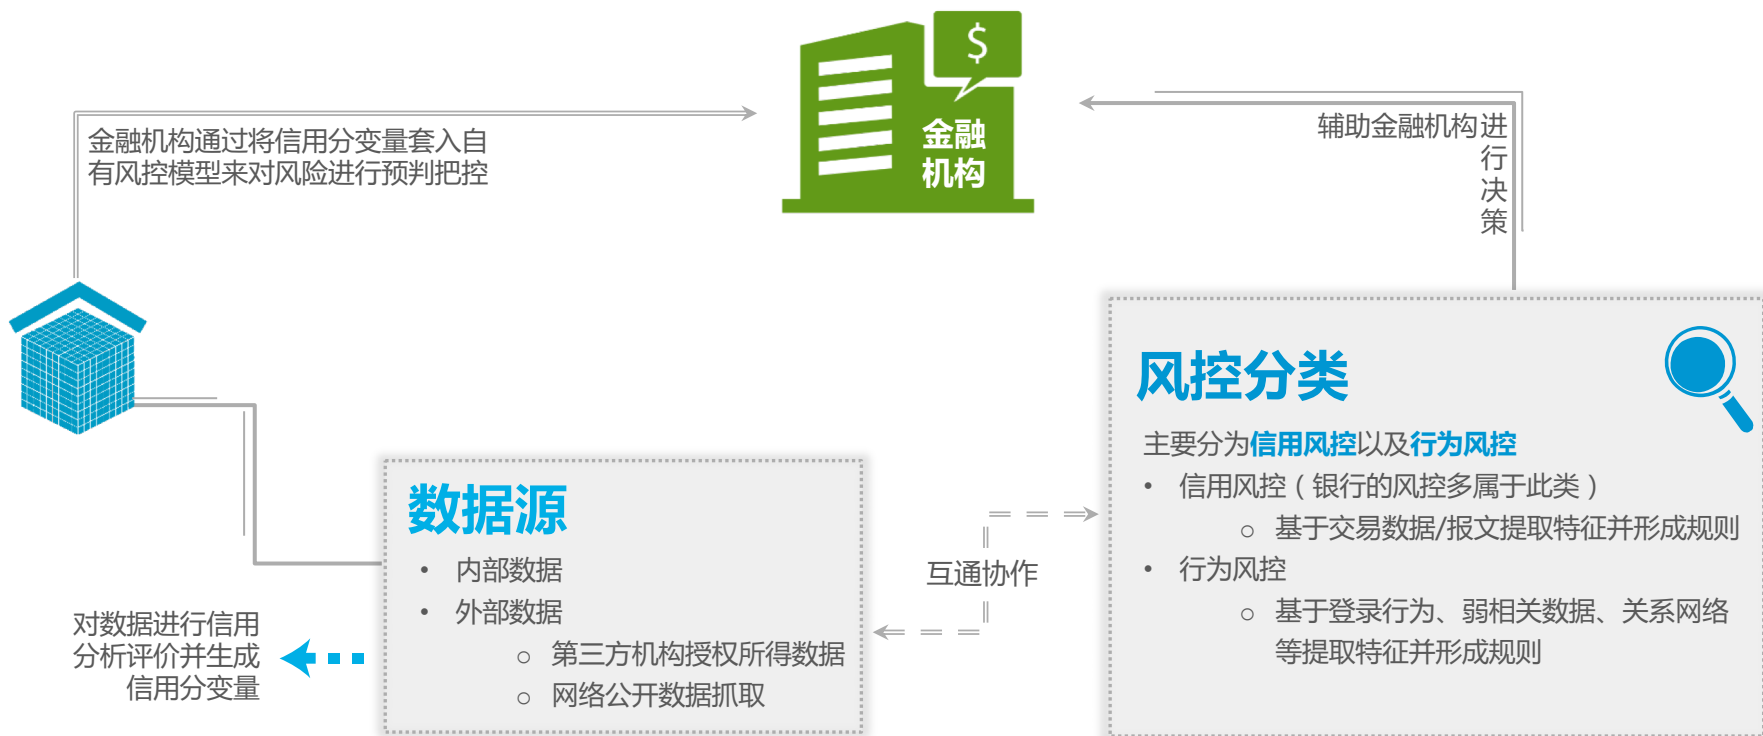 $
金融
机构
金融机构通过将信用分变量套入自
有风控模型来对风险进行预判把控
辅助金融机构进
行
决
策
风控分类
主要分为信用风控以及行为风控
• 信用风控（银行的风控多属于此类）
○ 基于交易数据/报文提取特征并形成规则
• 行为风控
○ 基于登录行为、弱相关数据、关系网络
等提取特征并形成规则
数据源
• 内部数据
• 外部数据
○ 第三方机构授权所得数据
○ 网络公开数据抓取
互通协作
对数据进行信用
分析评价并生成
信用分变量